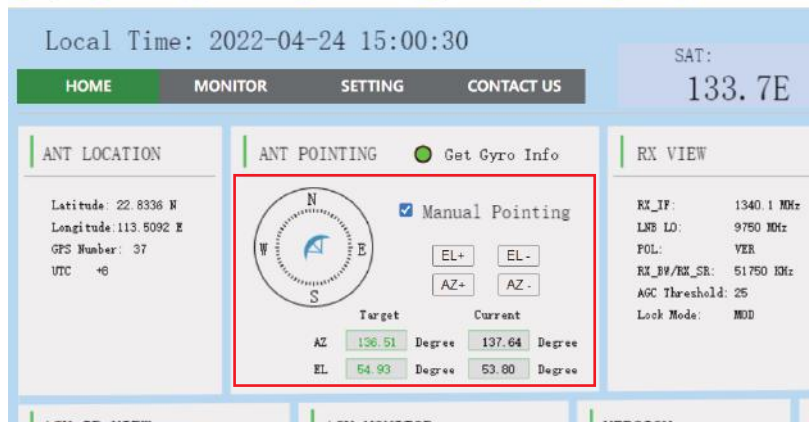 Local Time: 2022-04-24 15:00:30
SAT:
133.7E
HOME MONITOR SETTING CONTACT US
ANT LOCATION
Latitude: 22.8336 N
Longitude:113.5092 E
GPS Number: 37
UTC +8
ANT POINTING Get Gyro Info
N
W E
S
Manual Pointing
EL+ EL-
AZ+ AZ-
Target Current
AZ 136.51 Degree 137.64 Degree
EL 54.93 Degree 53.80 Degree
RX VIEW
RX_IF: 1340.1 MHz
LNB LO: 9750 MHz
POL: VER
RX_BW/RX_SR: 51750 KHz
AGC Threshold: 25
Lock Mode: MOD